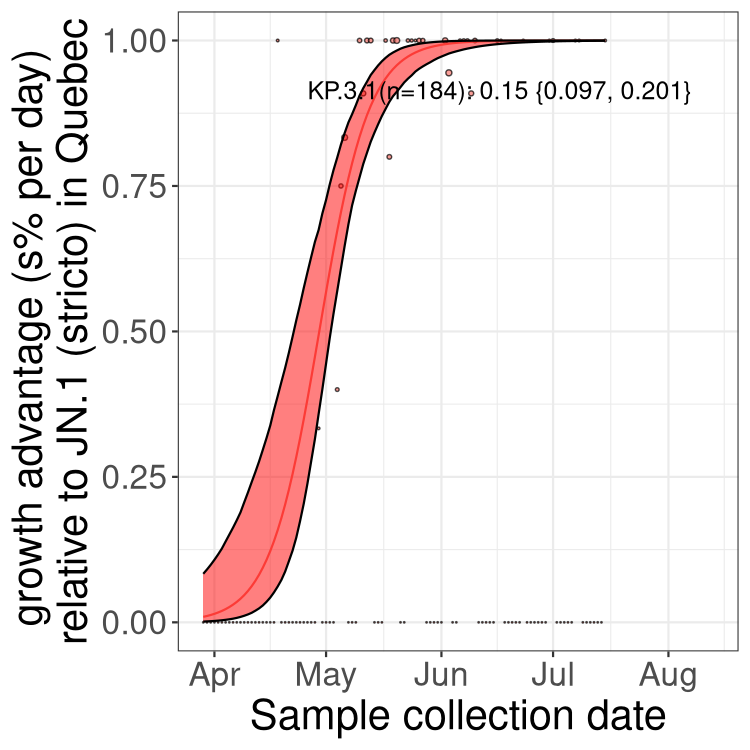 growth advantage (s% per day)
relative to JN.1 (stricto) in Quebec
1.00
KP.3.1(n=184): 0.15 {0.097, 0.201}
0.75
0.50
0.25
0.00
Apr May Jun Jul Aug
Sample collection date